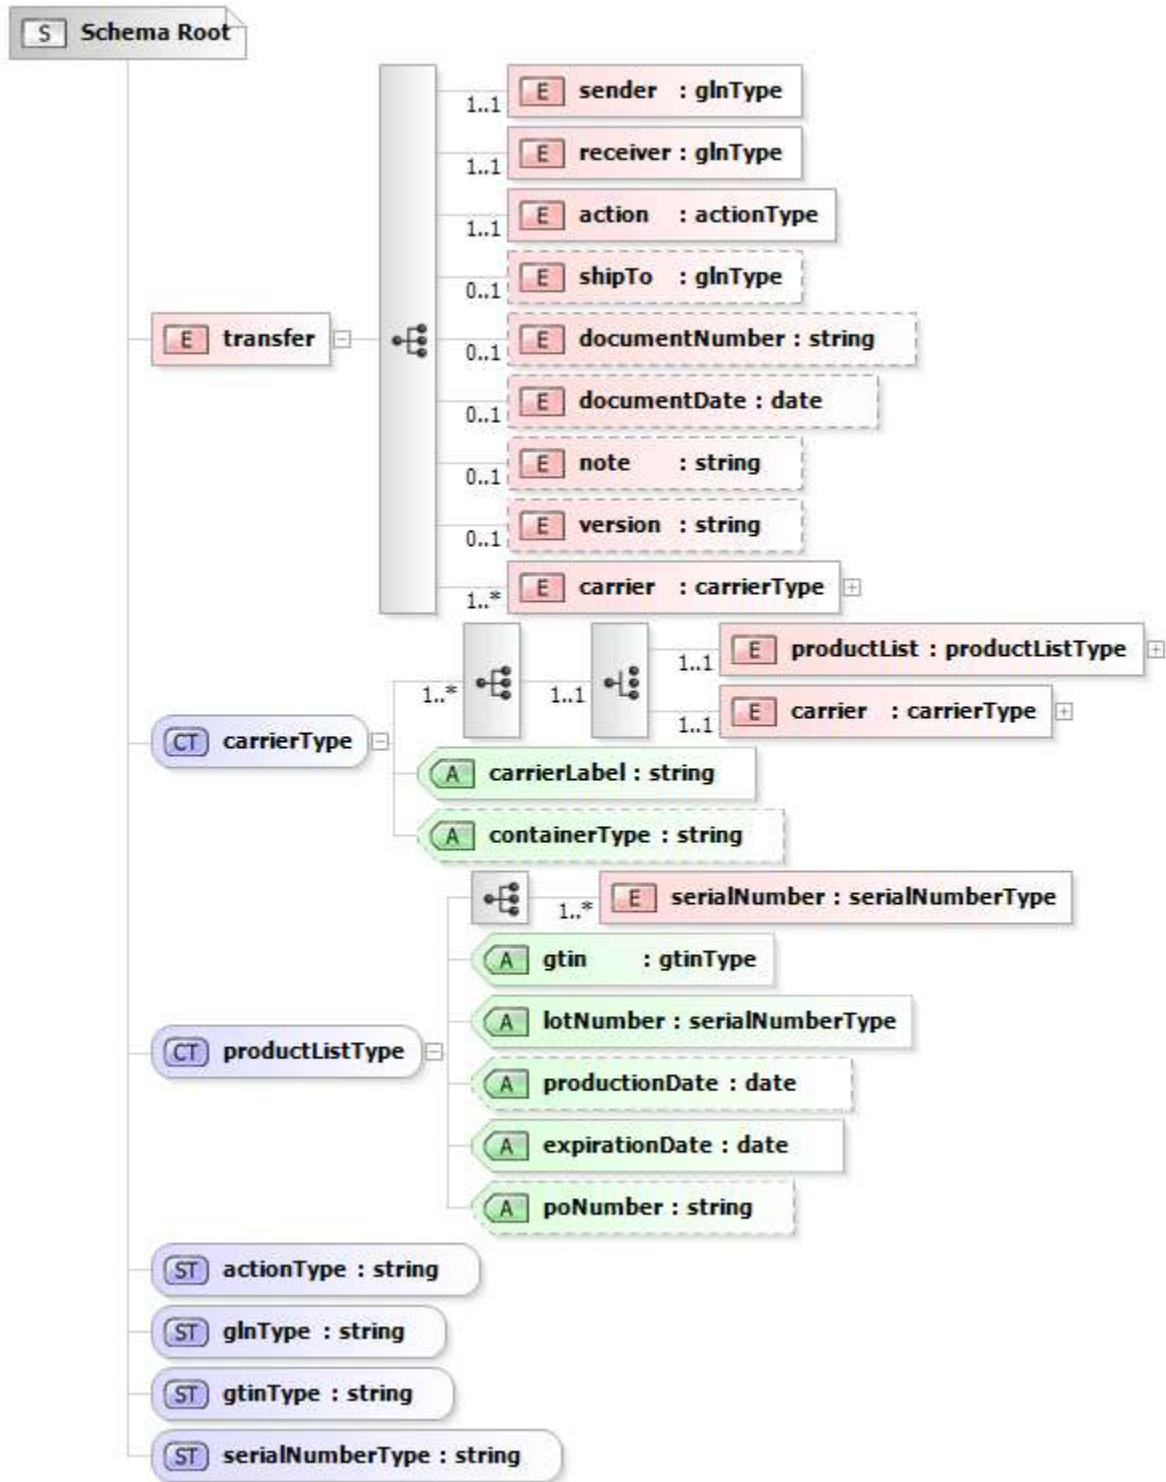 S Schema Root
1..1 E sender : glnType
1..1 E receiver : glnType
1..1 E action : actionType
0..1 E shipTo : glnType
E transfer
0..1 E documentNumber : string
0..1 E documentDate : date
0..1 E note : string
0..1 E version : string
1..* E carrier : carrierType
1..* 1..1 1..1 E productList : productListType
1..1 E carrier : carrierType
CT carrierType
A carrierLabel : string
A containerType : string
1..* E serialNumber : serialNumberType
A gtin : gtinType
A lotNumber : serialNumberType
CT productListType
A productionDate : date
A expirationDate : date
A poNumber : string
ST actionType : string
ST glnType : string
ST gtinType : string
ST serialNumberType : string